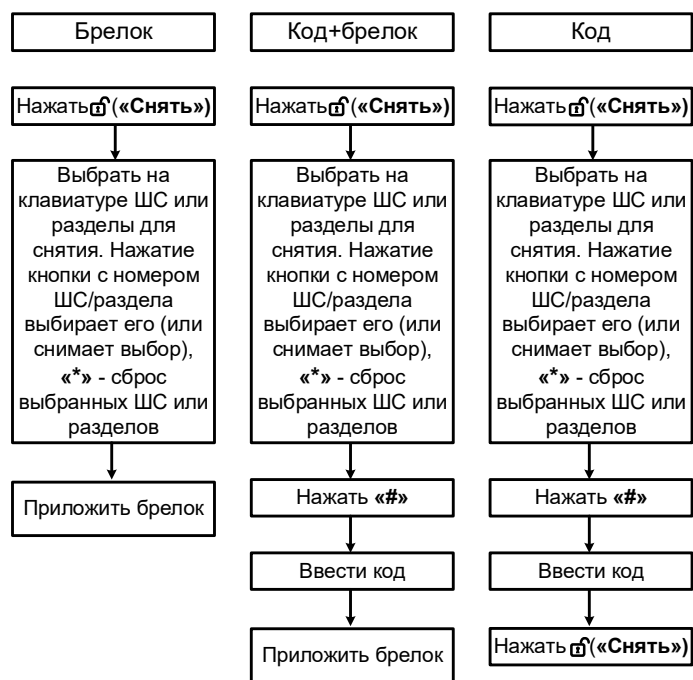 Брелок
Нажать ("Снять")
Выбрать на
клавиатуре ШС или
разделы для
снятия. Нажатие
кнопки с номером
ШС/раздела
выбирает его (или
снимает выбор),
«*» - сброс
выбранных ШС или
разделов
Приложить брелок
Код+брелок
Нажать («Снять»)
Выбрать на
клавиатуре ШС или
разделы для
снятия. Нажатие
кнопки с номером
ШС/раздела
выбирает его (или
снимает выбор),
«*» - сброс
выбранных ШС или
разделов
Нажать «#»
Ввести код
Приложить брелок
Код
Нажать («Снять»)
Выбрать на
клавиатуре ШС или
разделы для
снятия. Нажатие
кнопки с номером
ШС/раздела
выбирает его (или
снимает выбор),
«*» - сброс
выбранных ШС или
разделов
Нажать «#»
Ввести код
Нажать («Снять»)